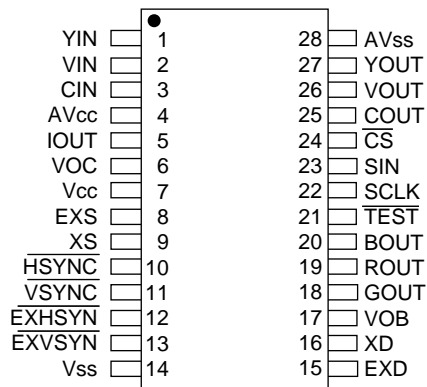 YIN 1 28 AVss
VIN 2 27 YOUT
CIN 3 26 VOUT
AVcc 4 25 COUT
IOUT 5 24 CS
VOC 6 23 SIN
Vcc 7 22 SCLK
EXS 8 21 TEST
XS 9 20 BOUT
HSYNC 10 19 ROUT
VSYNC 11 18 GOUT
EXHSYN 12 17 VOB
EXVSYN 13 16 XD
Vss 14 15 EXD